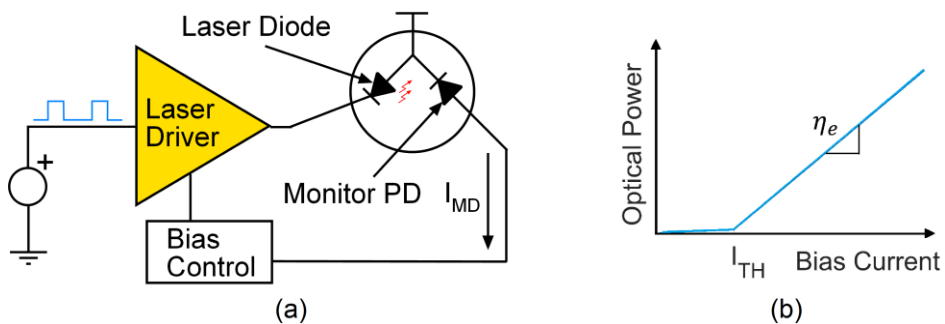 Laser Diode
Laser
Driver
+
Monitor PD
I_MD
Bias
Control
(a)
Optical Power
η_e
I_TH
Bias Current
(b)